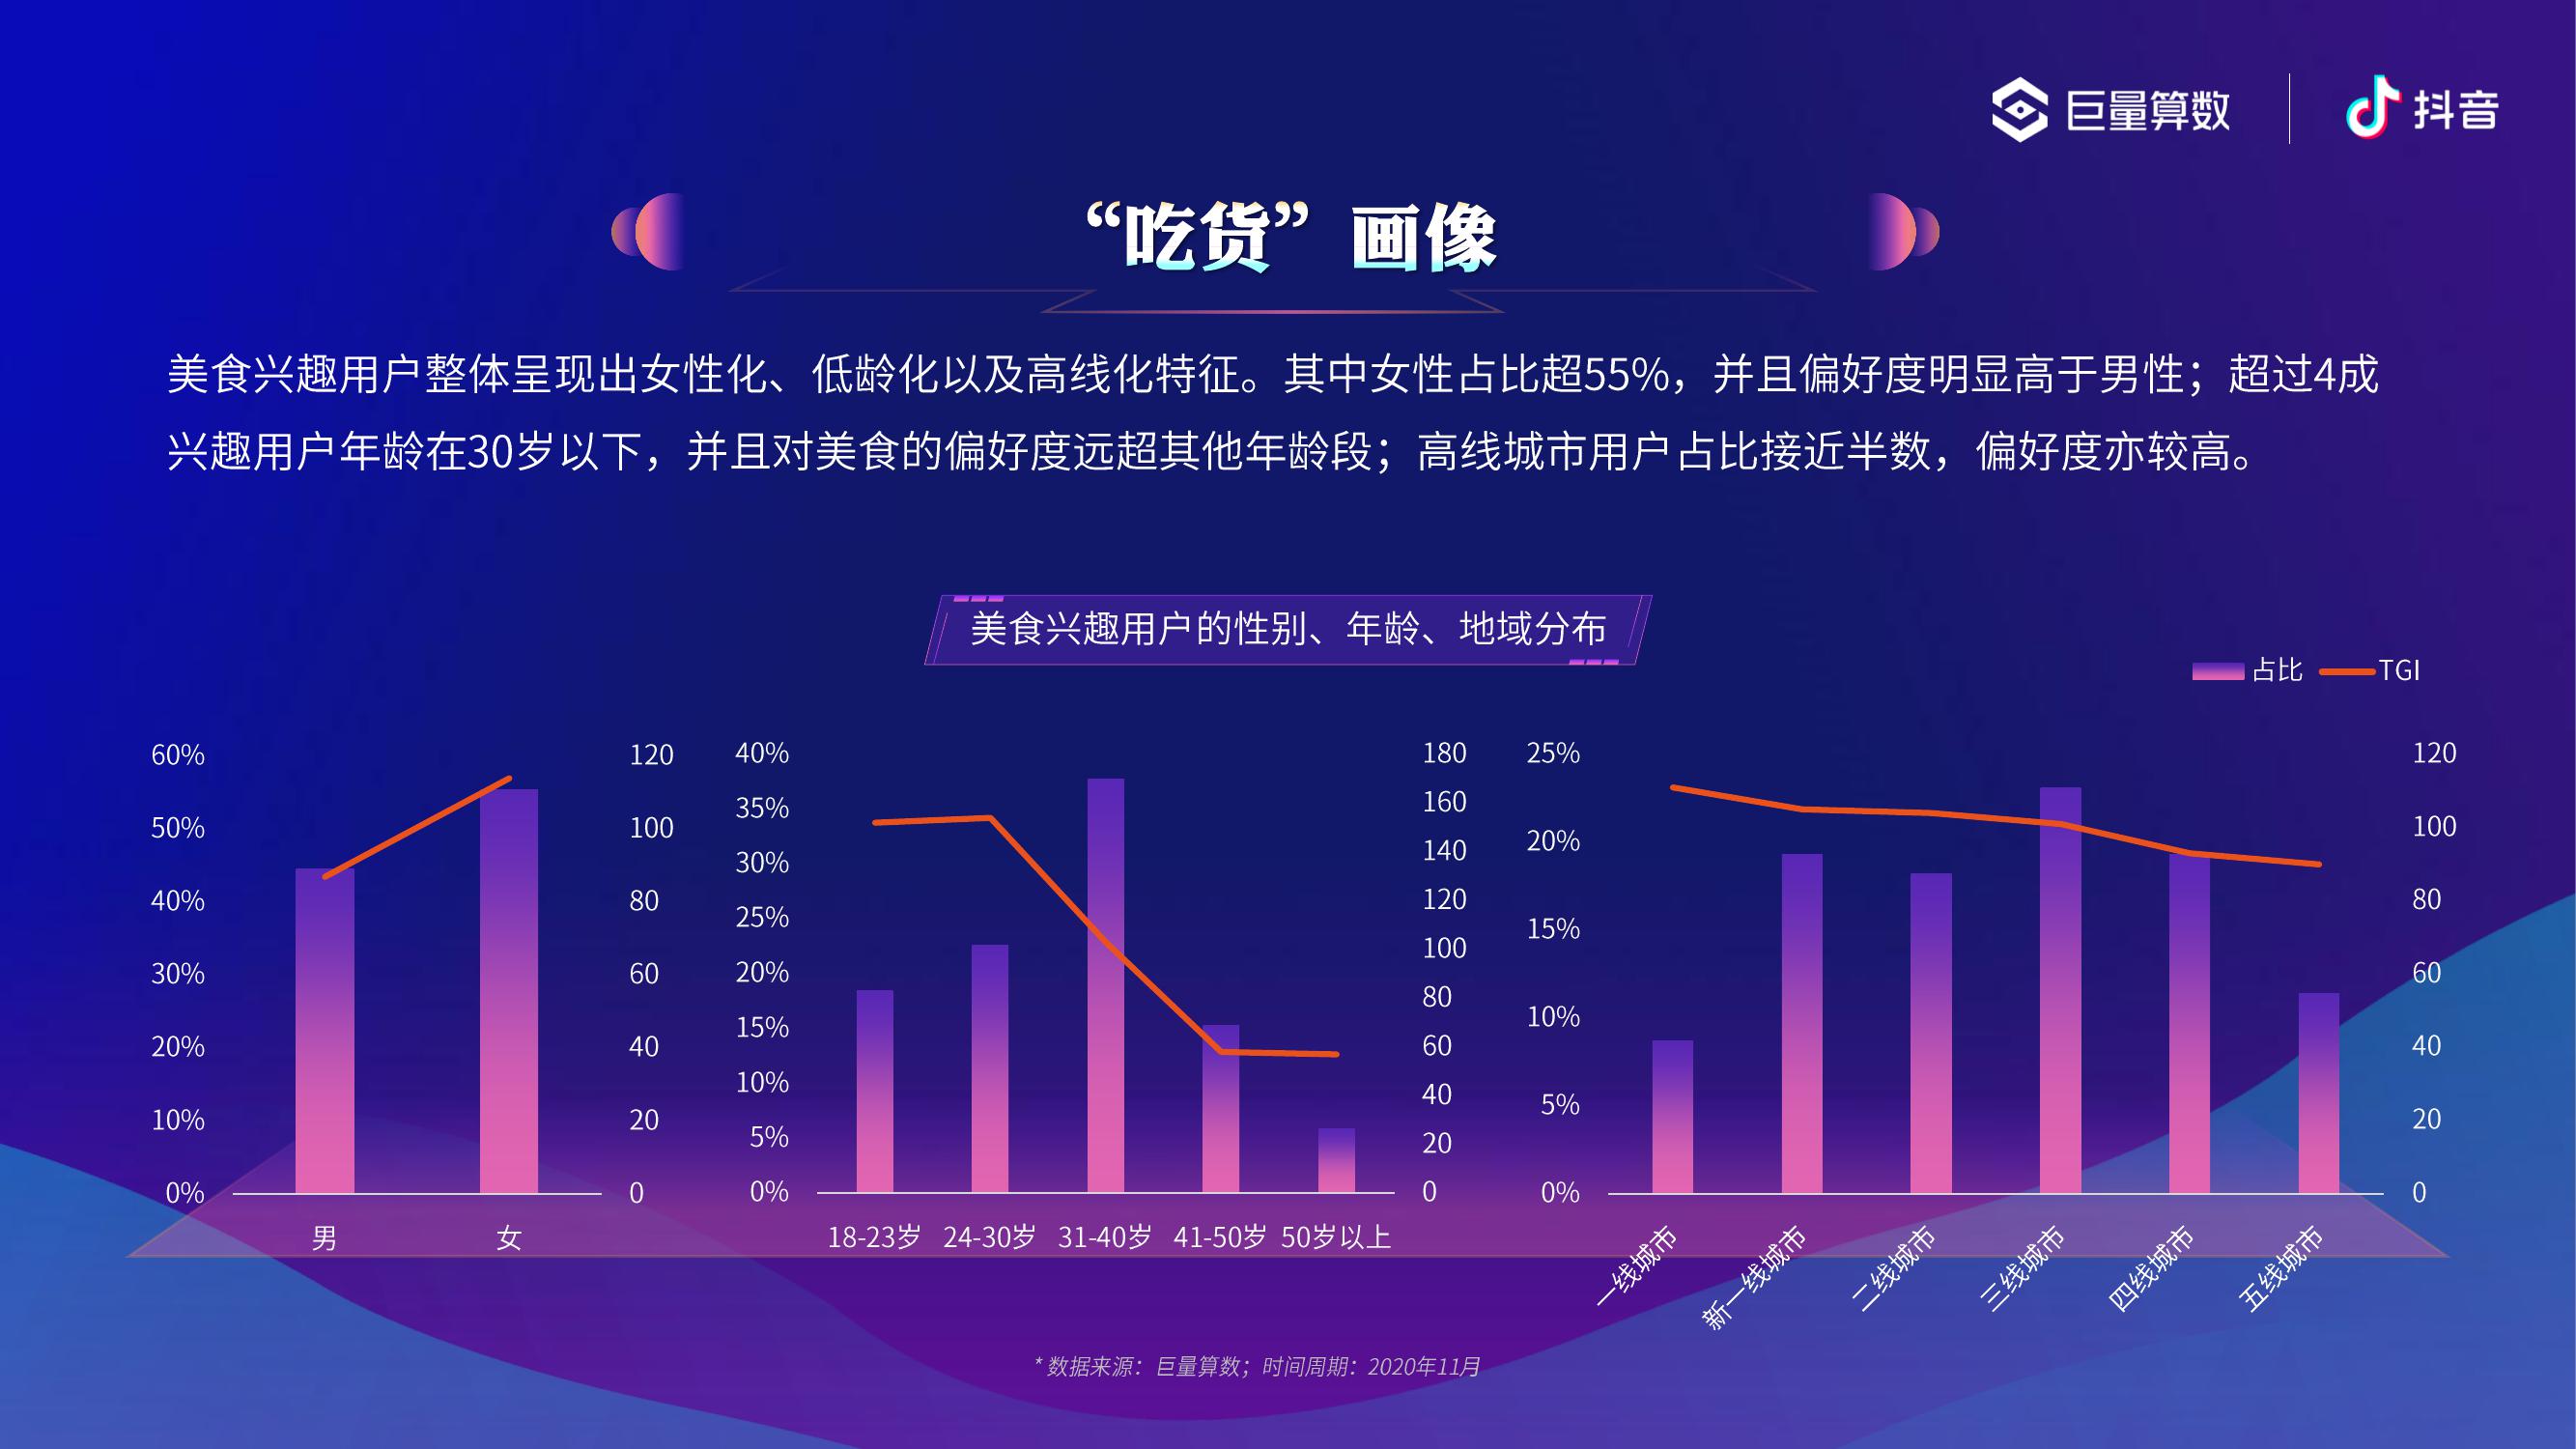 巨量算数
抖音
“吃货”画像
美食兴趣用户整体呈现出女性化、低龄化以及高线化特征。其中女性占比超55%，并且偏好度明显高于男性；超过4成
兴趣用户年龄在30岁以下，并且对美食的偏好度远超其他年龄段；高线城市用户占比接近半数，偏好度亦较高。
美食兴趣用户的性别、年龄、地域分布
占比 TGI
60%
50%
40%
30%
20%
10%
0%
120
100
80
60
40
20
0
男 女
40%
35%
30%
25%
20%
15%
10%
5%
0%
180
160
140
120
100
80
60
40
20
0
18-23岁 24-30岁 31-40岁 41-50岁 50岁以上
25%
20%
15%
10%
5%
0%
120
100
80
60
40
20
0
一线城市
新一线城市
二线城市
三线城市
四线城市
五线城市
* 数据来源：巨量算数；时间周期：2020年11月